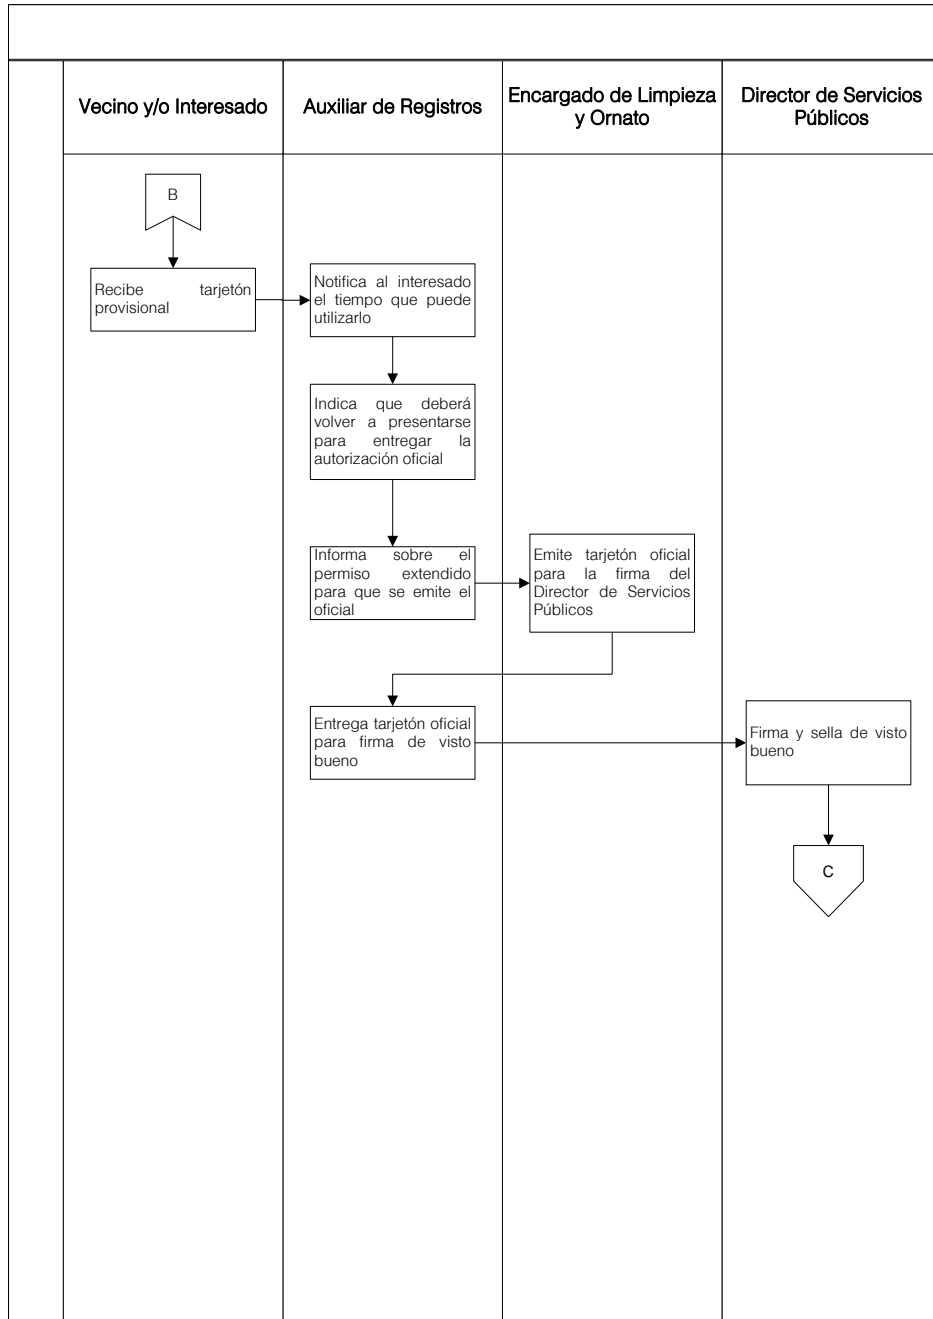 Vecino y/o Interesado
Auxiliar de Registros
Encargado de Limpieza
y Ornato
Director de Servicios
Públicos
B
Recibe tarjetón
provisional
Notifica al interesado
el tiempo que puede
utilizarlo
Indica que deberá
volver a presentarse
para entregar la
autorización oficial
Informa sobre el
permiso extendido
para que se emite el
oficial
Emite tarjetón oficial
para la firma del
Director de Servicios
Públicos
Entrega tarjetón oficial
para firma de visto
bueno
Firma y sella de visto
bueno
C